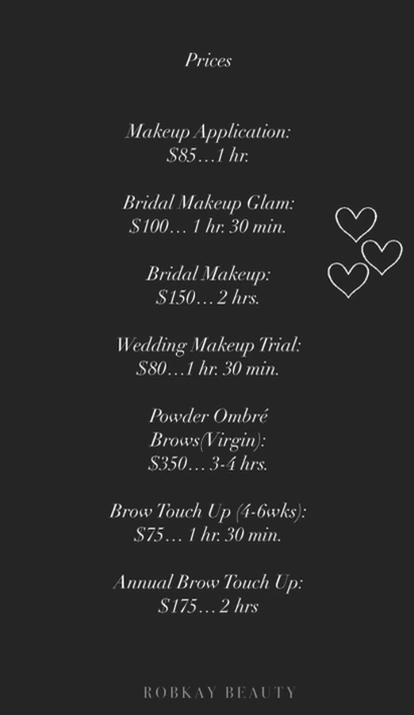 Prices
Makeup Application:
$85...1 hr.
Bridal Makeup Glam:
$100... 1 hr. 30 min.
Bridal Makeup:
$150... 2 hrs.
Wedding Makeup Trial:
$80...1 hr. 30 min.
Powder Ombré
Brows(Virgin):
$350... 3-4 hrs.
Brow Touch Up (4-6wks):
$75... 1 hr. 30 min.
Annual Brow Touch Up:
$175... 2 hrs
ROBKAY BEAUTY